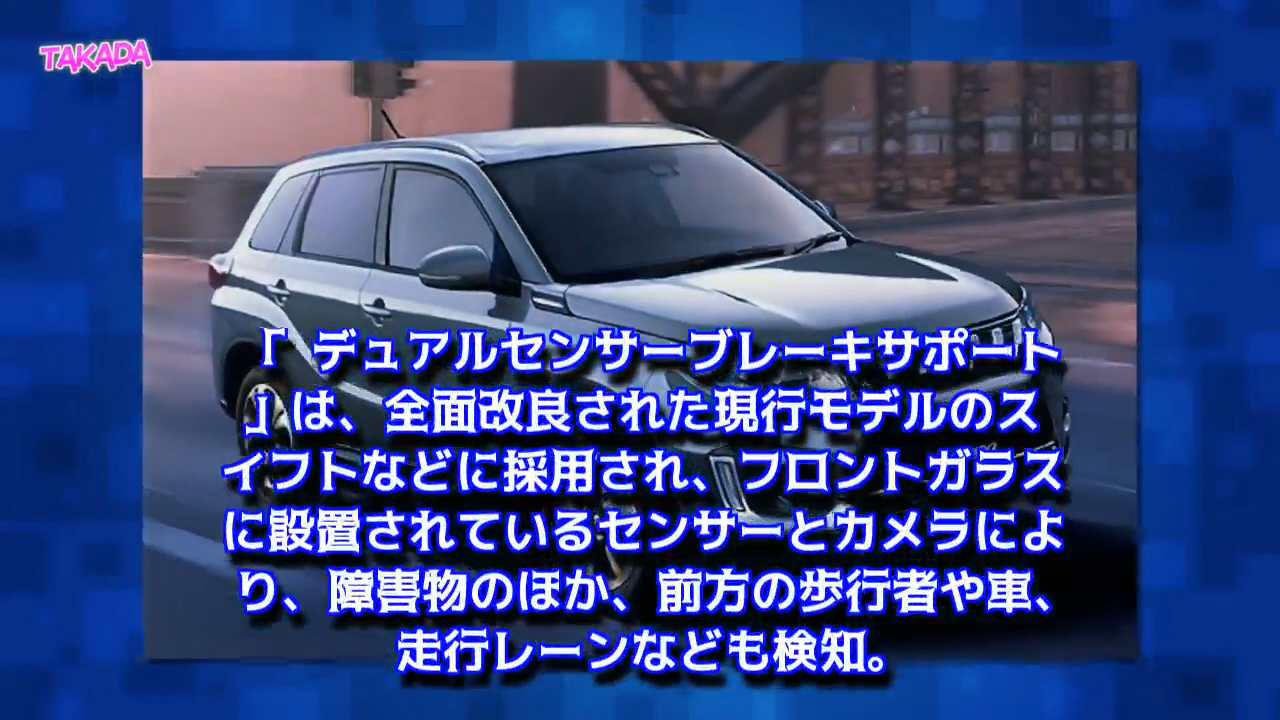 TAKADA
「 デュアルセンサーブレーキサポート
」は、全面改良された現行モデルのス
イフトなどに採用され、フロントガラス
に設置されているセンサーとカメラによ
り、障害物のほか、前方の歩行者や車、
走行レーンなども検知。